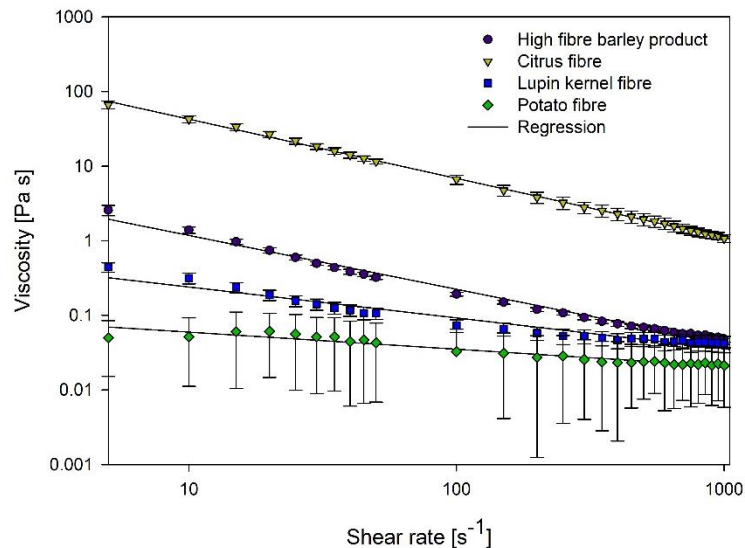 1000
100
10
1
0.1
0.01
0.001
Viscosity [Pa s]
High fibre barley product
Citrus fibre
Lupin kernel fibre
Potato fibre
Regression
10
100
1000
Shear rate [s⁻¹]